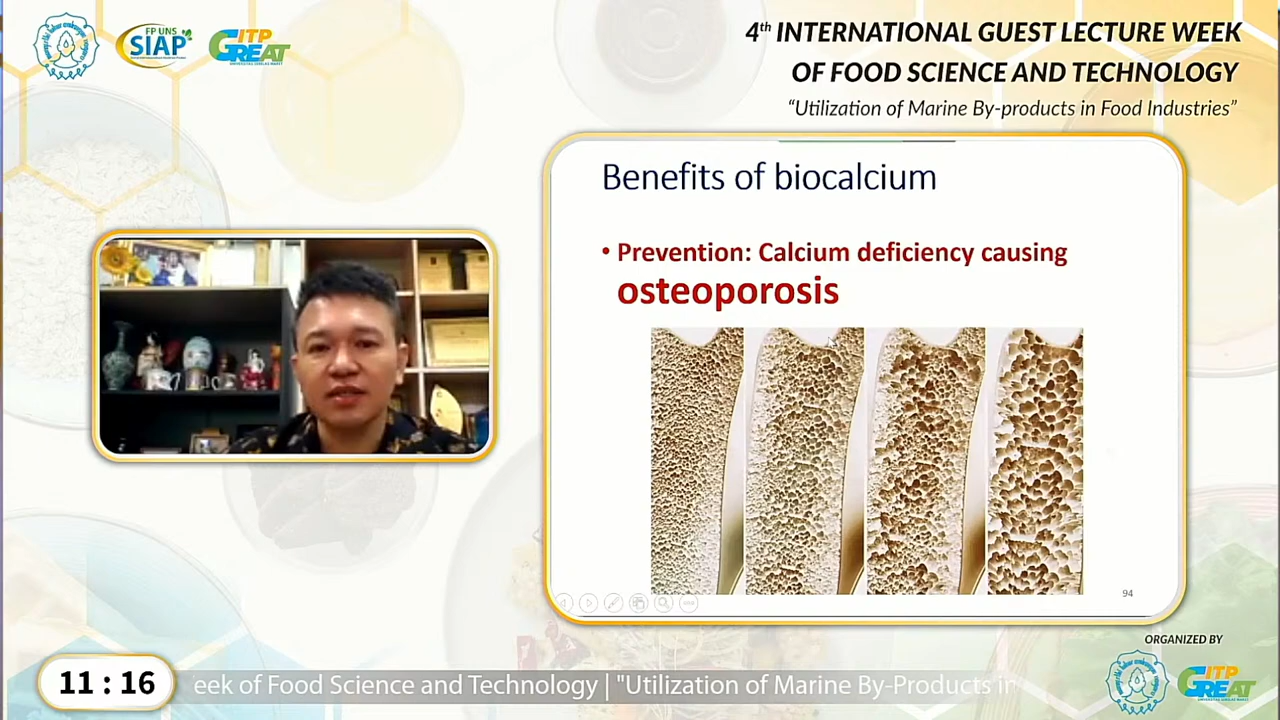 FP UNS
SIAP
ITP
GREAT
4th INTERNATIONAL GUEST LECTURE WEEK
OF FOOD SCIENCE AND TECHNOLOGY
“Utilization of Marine By-products in Food Industries”
Benefits of biocalcium
• Prevention: Calcium deficiency causing
osteoporosis
94
ORGANIZED BY
11 : 16
eek of Food Science and Technology | "Utilization of Marine By-Products in
ITP
GREAT